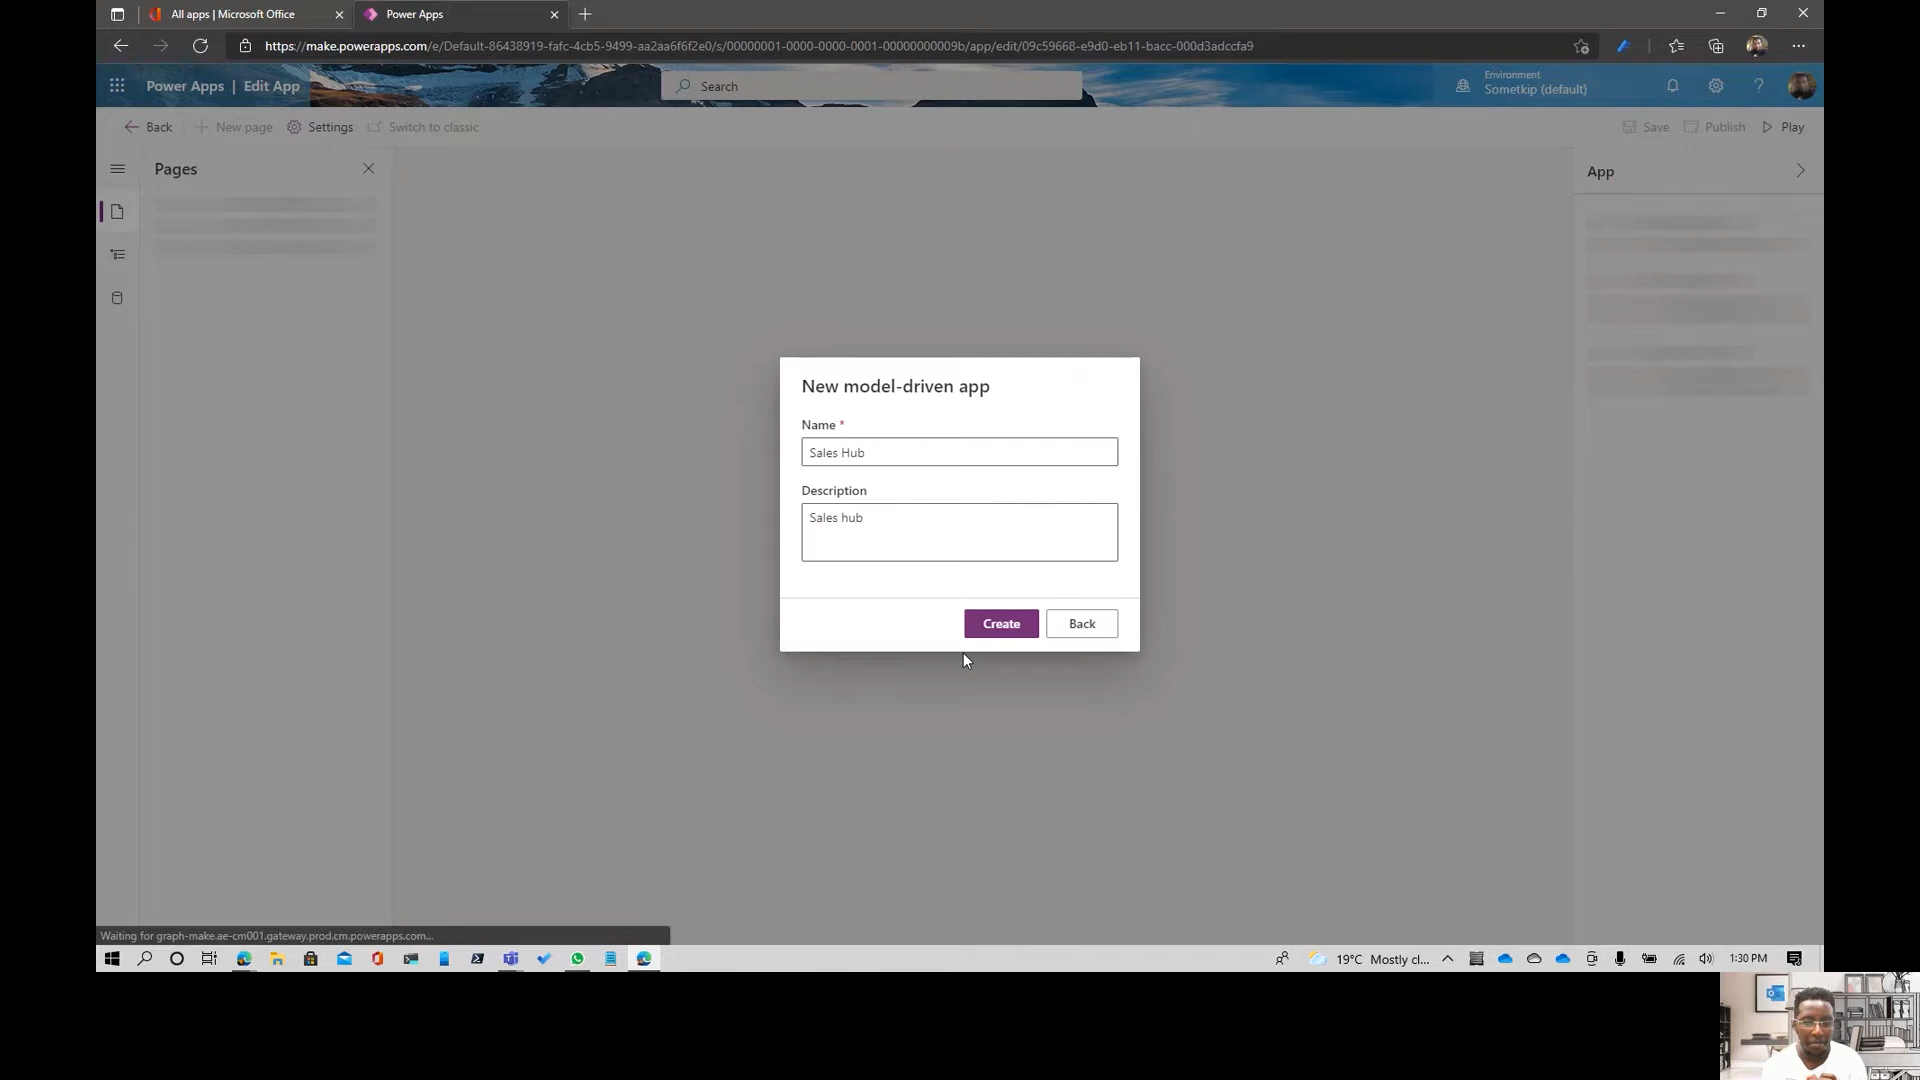 All apps | Microsoft Office
Power Apps
https://make.powerapps.com/e/Default-86438919-fafc-4cb5-9499-aa2aa6f6f2e0/s/00000001-0000-0000-0001-00000000009b/app/edit/09c59668-e9d0-eb11-bacc-000d3adccfa9
Power Apps | Edit App
Search
Environment
Sometkip (default)
Back
New page
Settings
Switch to classic
Save
Publish
Play
Pages
App
New model-driven app
Name *
Sales Hub
Description
Sales hub
Create
Back
Waiting for graph-make.ae-cm001.gateway.prod.cm.powerapps.com...
19°C Mostly cl...
1:30 PM